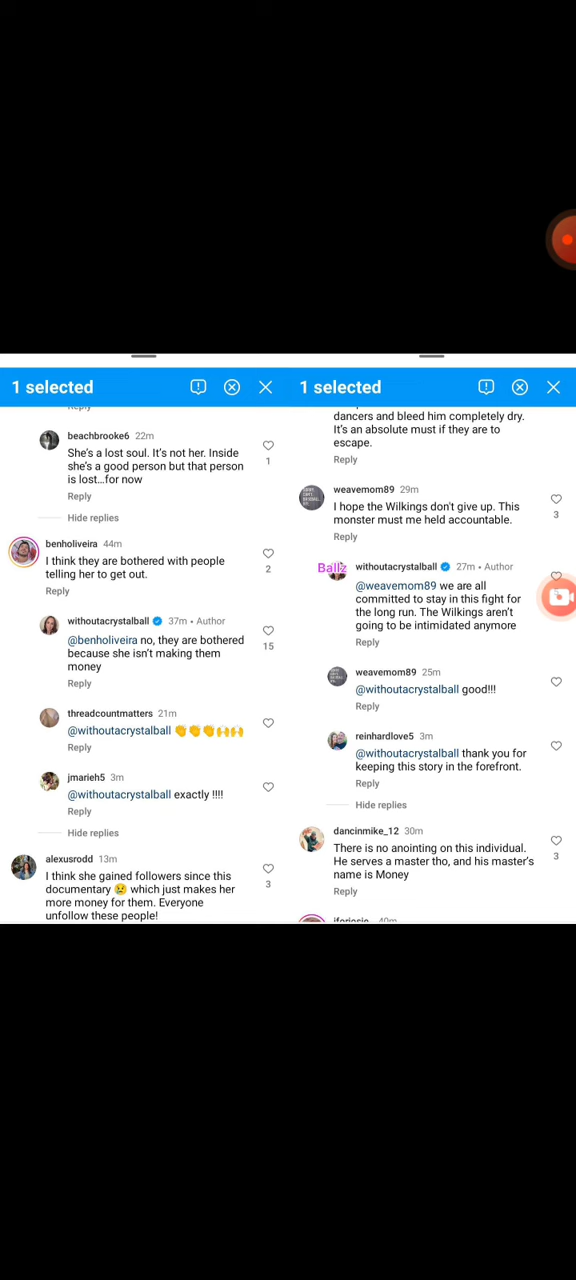 1 selected
Reply
beachbrooke6 22m
She's a lost soul. It's not her. Inside
she's a good person but that person
is lost...for now
1
Reply
Hide replies
benholiveira 44m
I think they are bothered with people
telling her to get out.
2
Reply
withoutacrystalball 37m • Author
@benholiveira no, they are bothered
because she isn't making them
money
15
Reply
threadcountmatters 21m
@withoutacrystalball 👏👏👏🙌🙌
Reply
jmarieh5 3m
@withoutacrystalball exactly !!!!
Reply
Hide replies
alexusrodd 13m
I think she gained followers since this
documentary 😢 which just makes her
more money for them. Everyone
unfollow these people!
3
1 selected
dancers and bleed him completely dry.
It's an absolute must if they are to
escape.
Reply
weavemom89 29m
I hope the Wilkings don't give up. This
monster must me held accountable.
3
Reply
Ballz
withoutacrystalball 27m • Author
@weavemom89 we are all
committed to stay in this fight for
the long run. The Wilkings aren't
going to be intimidated anymore
Reply
weavemom89 25m
@withoutacrystalball good!!!
Reply
reinhardlove5 3m
@withoutacrystalball thank you for
keeping this story in the forefront.
Reply
Hide replies
dancinmike_12 30m
There is no anointing on this individual.
He serves a master tho, and his master's
name is Money
3
Reply